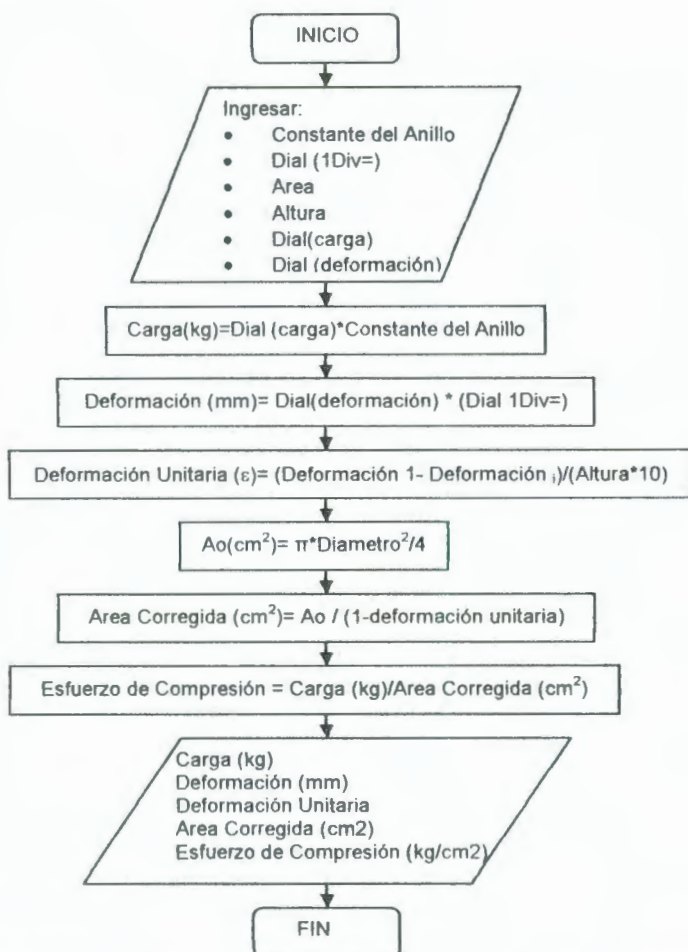 INICIO
Ingresar:
• Constante del Anillo
• Dial (1Div=)
• Area
• Altura
• Dial(carga)
• Dial (deformación)
Carga(kg)=Dial (carga)*Constante del Anillo
Deformación (mm)= Dial(deformación) * (Dial 1Div=)
Deformación Unitaria (ε)= (Deformación 1- Deformación ᵢ)/(Altura*10)
Ao(cm²)= π*Diametro²/4
Area Corregida (cm²)= Ao / (1-deformación unitaria)
Esfuerzo de Compresión = Carga (kg)/Area Corregida (cm²)
Carga (kg)
Deformación (mm)
Deformación Unitaria
Area Corregida (cm2)
Esfuerzo de Compresión (kg/cm2)
FIN